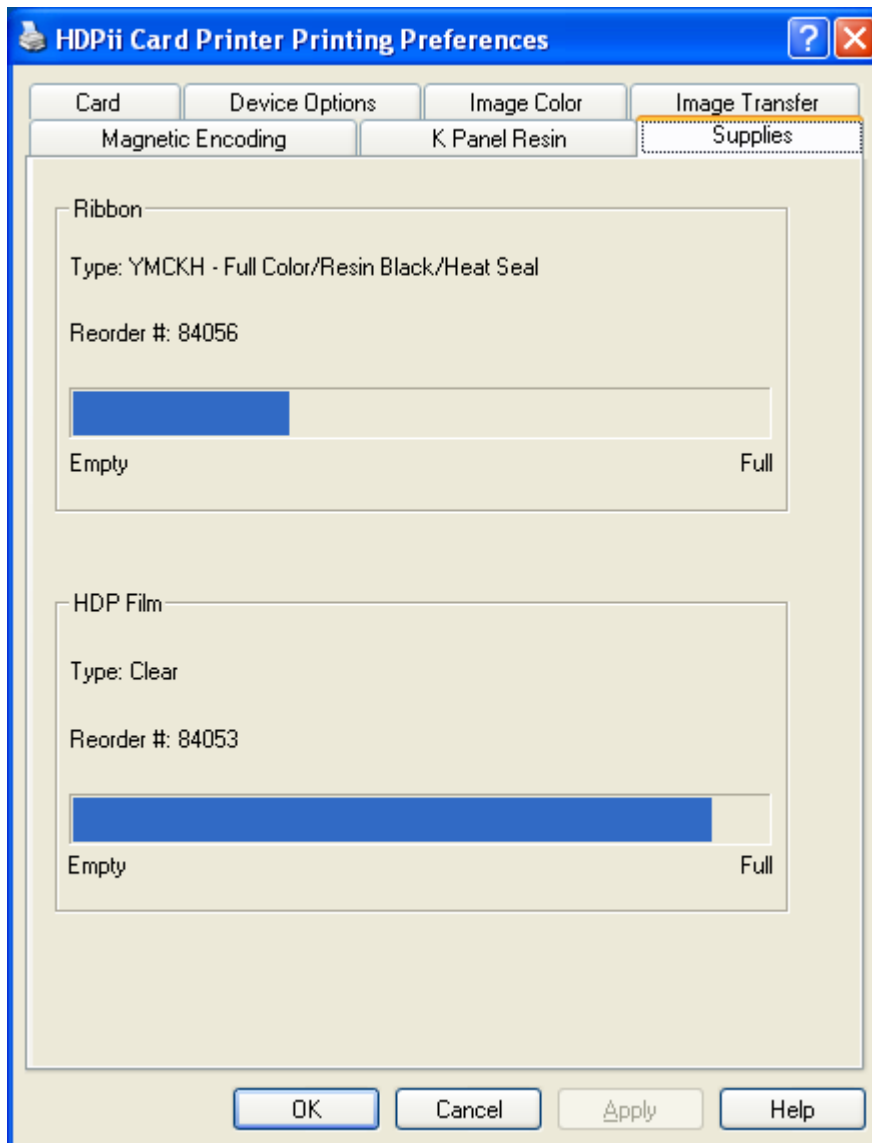 HDPii Card Printer Printing Preferences
Card Device Options Image Color Image Transfer
Magnetic Encoding K Panel Resin Supplies
Ribbon
Type: YMCKH - Full Color/Resin Black/Heat Seal
Reorder #: 84056
Empty Full
HDP Film
Type: Clear
Reorder #: 84053
Empty Full
OK Cancel Apply Help